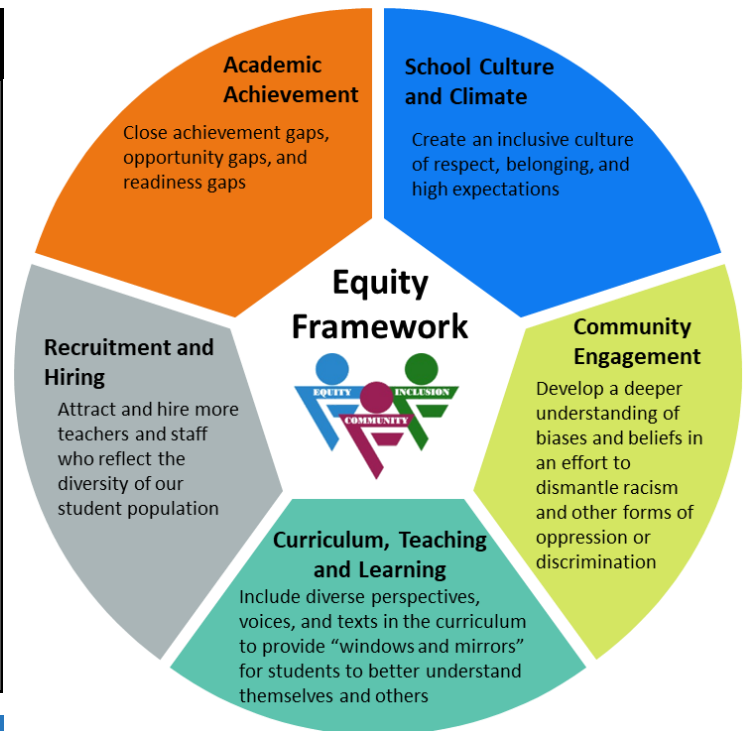 Academic
Achievement
Close achievement gaps,
opportunity gaps, and
readiness gaps
School Culture
and Climate
Create an inclusive culture
of respect, belonging, and
high expectations
Equity
Framework
EQUITY
INCLUSION
COMMUNITY
Community
Engagement
Develop a deeper
understanding of
biases and beliefs in
an effort to
dismantle racism
and other forms of
oppression or
discrimination
Recruitment and
Hiring
Attract and hire more
teachers and staff
who reflect the
diversity of our
student population
Curriculum, Teaching
and Learning
Include diverse perspectives,
voices, and texts in the curriculum
to provide “windows and mirrors”
for students to better understand
themselves and others